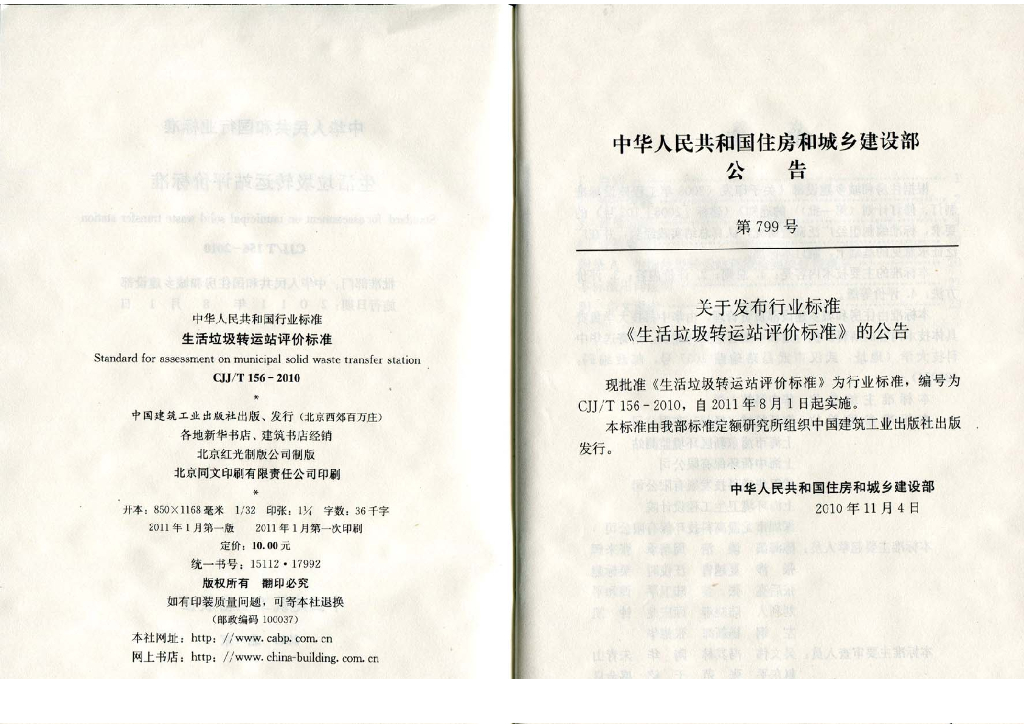 中华人民共和国行业标准
生活垃圾转运站评价标准
Standard for assessment on municipal solid waste transfer station
CJJ/T 156－2010
*
中国建筑工业出版社出版、发行（北京西郊百万庄）
各地新华书店、建筑书店经销
北京红光制版公司制版
北京同文印刷有限责任公司印刷
*
开本：850×1168毫米 1/32 印张：1¼ 字数：36千字
2011年1月第一版 2011年1月第一次印刷
定价：10.00元
统一书号：15112·17992
版权所有 翻印必究
如有印装质量问题，可寄本社退换
（邮政编码 100037）
本社网址：http：//www.cabp.com.cn
网上书店：http：//www.china-building.com.cn
中华人民共和国住房和城乡建设部
公 告
第 799 号
关于发布行业标准
《生活垃圾转运站评价标准》的公告
现批准《生活垃圾转运站评价标准》为行业标准，编号为
CJJ/T 156－2010，自 2011 年 8 月 1 日起实施。
本标准由我部标准定额研究所组织中国建筑工业出版社出版
发行。
中华人民共和国住房和城乡建设部
2010 年 11 月 4 日